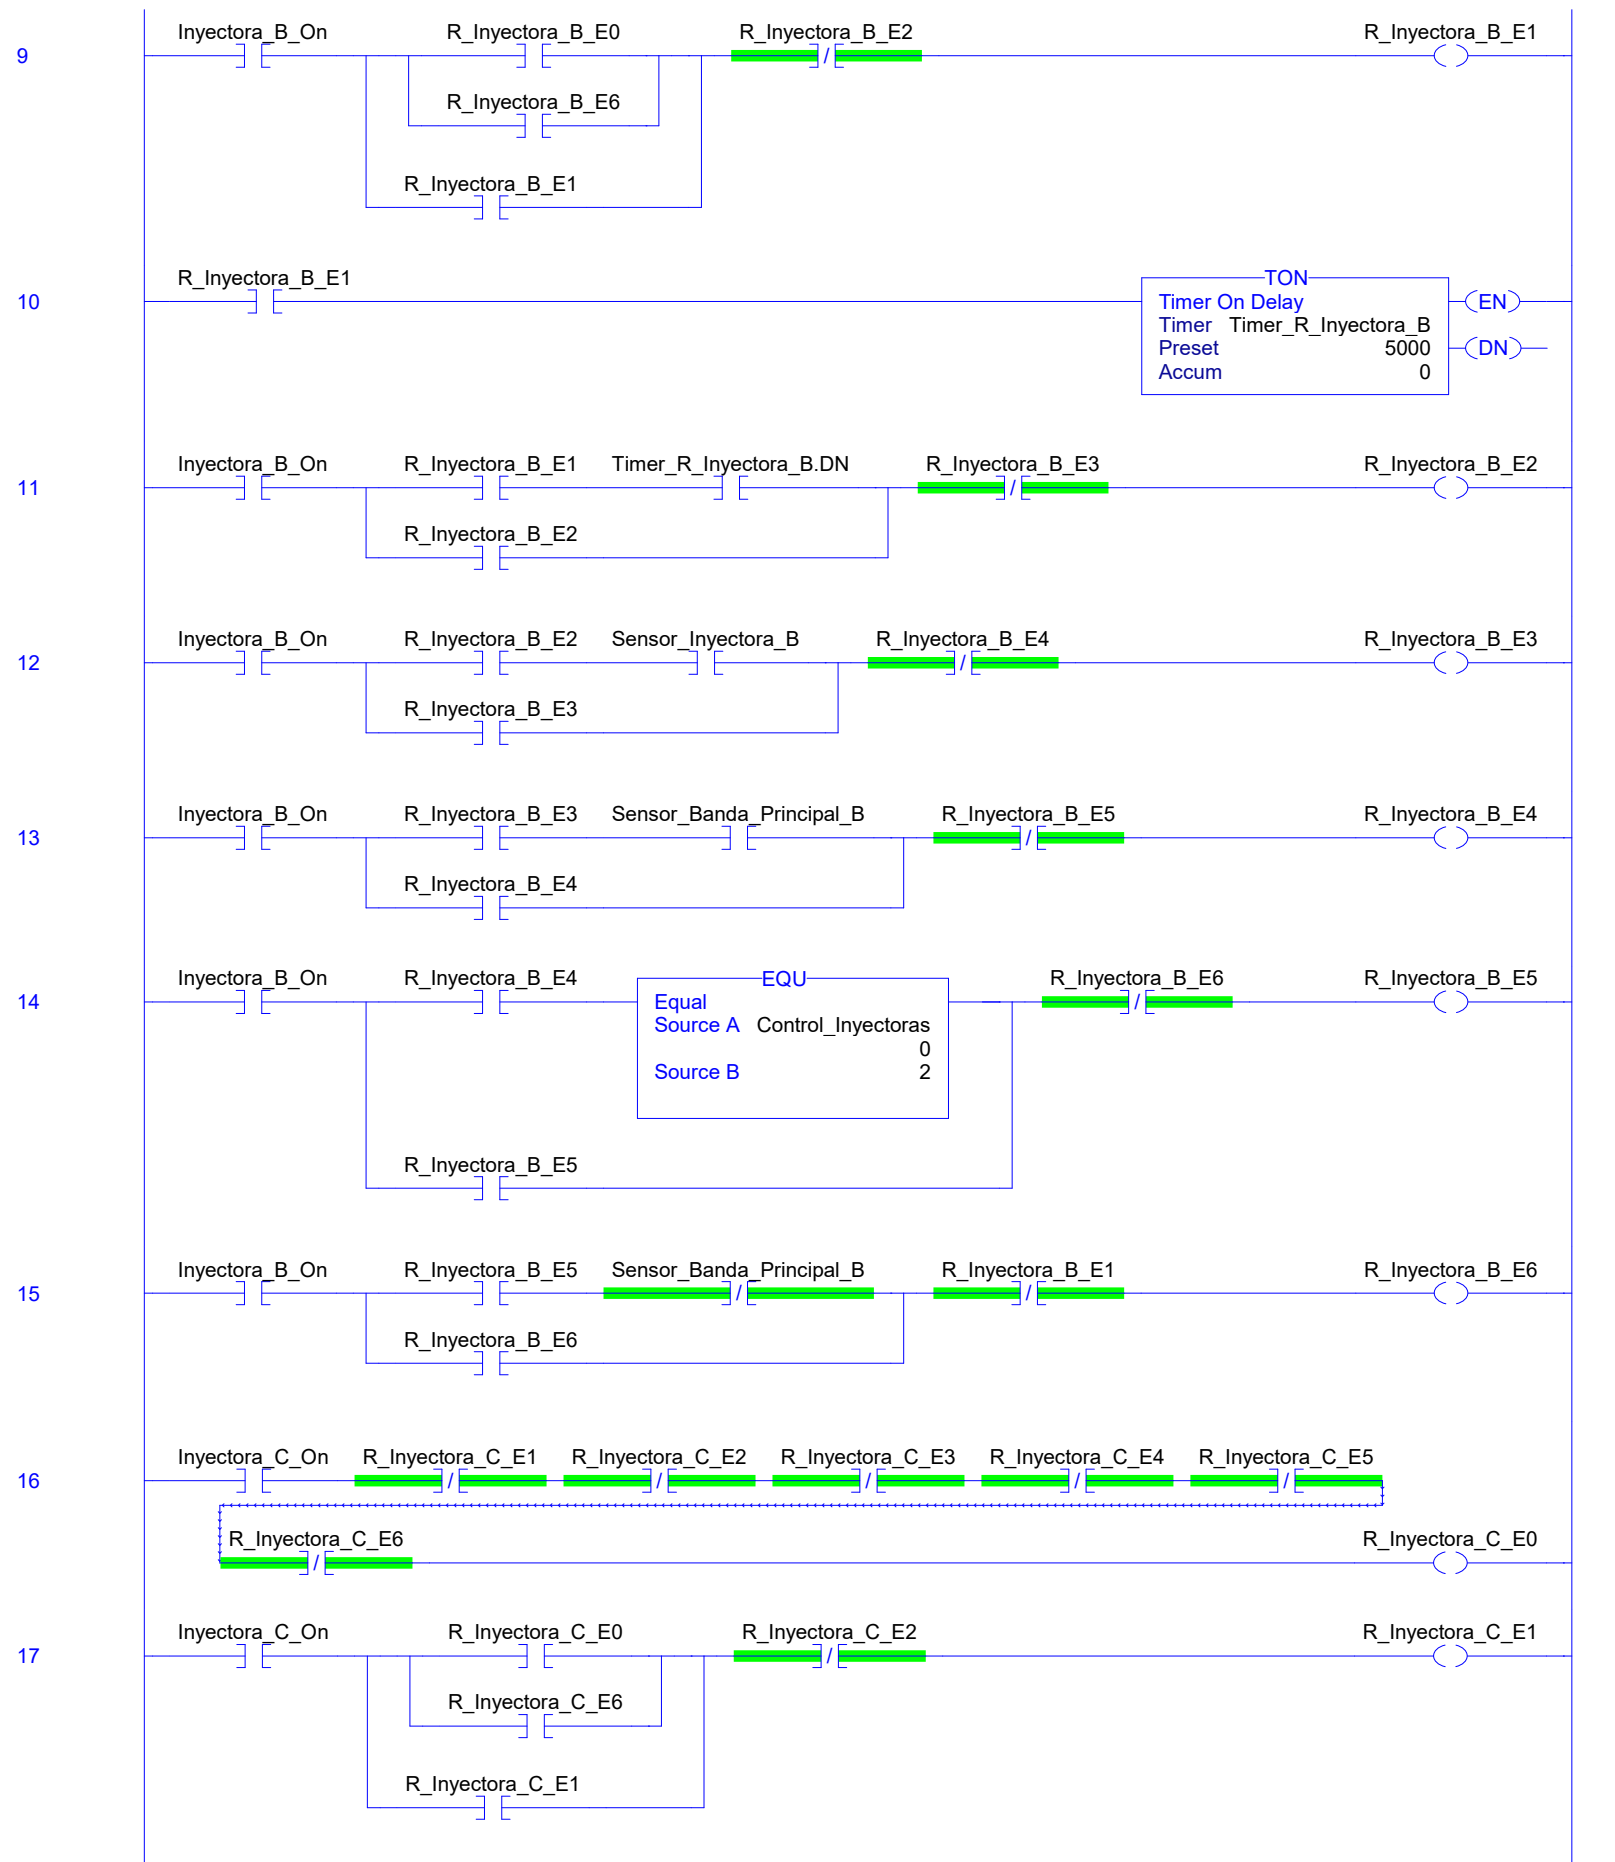 Inyectora_B_On R_Inyectora_B_E0 R_Inyectora_B_E2 R_Inyectora_B_E1
9 /
R_Inyectora_B_E6
R_Inyectora_B_E1
R_Inyectora_B_E1 TON
10 Timer On Delay EN
Timer Timer_R_Inyectora_B
Preset 5000 DN
Accum 0
Inyectora_B_On R_Inyectora_B_E1 Timer_R_Inyectora_B.DN R_Inyectora_B_E3 R_Inyectora_B_E2
11 /
R_Inyectora_B_E2
Inyectora_B_On R_Inyectora_B_E2 Sensor_Inyectora_B R_Inyectora_B_E4 R_Inyectora_B_E3
12 /
R_Inyectora_B_E3
Inyectora_B_On R_Inyectora_B_E3 Sensor_Banda_Principal_B R_Inyectora_B_E5 R_Inyectora_B_E4
13 /
R_Inyectora_B_E4
Inyectora_B_On R_Inyectora_B_E4 EQU R_Inyectora_B_E6 R_Inyectora_B_E5
14 Equal /
Source A Control_Inyectoras
0
Source B 2
R_Inyectora_B_E5
Inyectora_B_On R_Inyectora_B_E5 Sensor_Banda_Principal_B R_Inyectora_B_E1 R_Inyectora_B_E6
15 / /
R_Inyectora_B_E6
Inyectora_C_On R_Inyectora_C_E1 R_Inyectora_C_E2 R_Inyectora_C_E3 R_Inyectora_C_E4 R_Inyectora_C_E5
16 / / / / /
R_Inyectora_C_E6 R_Inyectora_C_E0
/
Inyectora_C_On R_Inyectora_C_E0 R_Inyectora_C_E2 R_Inyectora_C_E1
17 /
R_Inyectora_C_E6
R_Inyectora_C_E1